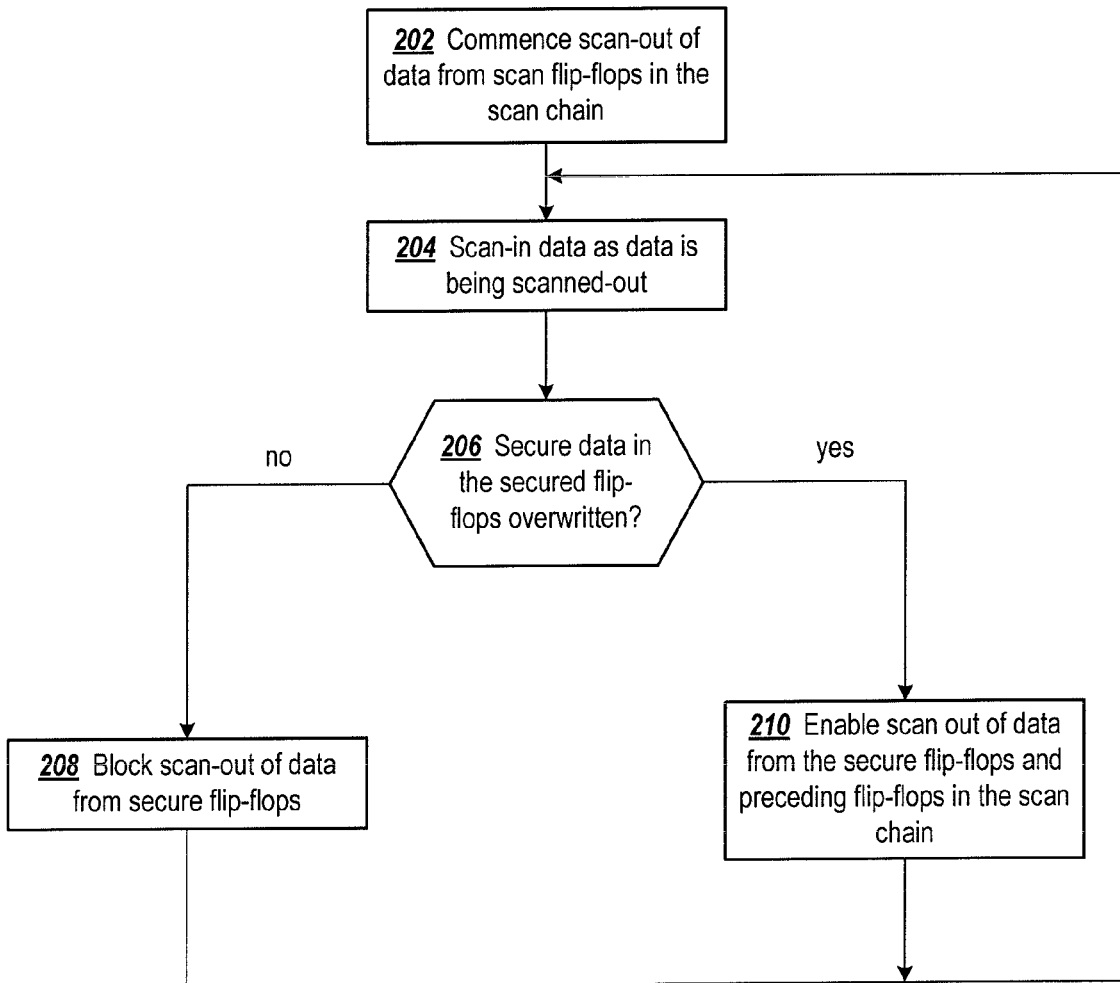 202 Commence scan-out of
data from scan flip-flops in the
scan chain
204 Scan-in data as data is
being scanned-out
206 Secure data in
the secured flip-
flops overwritten?
no
yes
208 Block scan-out of data
from secure flip-flops
210 Enable scan out of data
from the secure flip-flops and
preceding flip-flops in the scan
chain